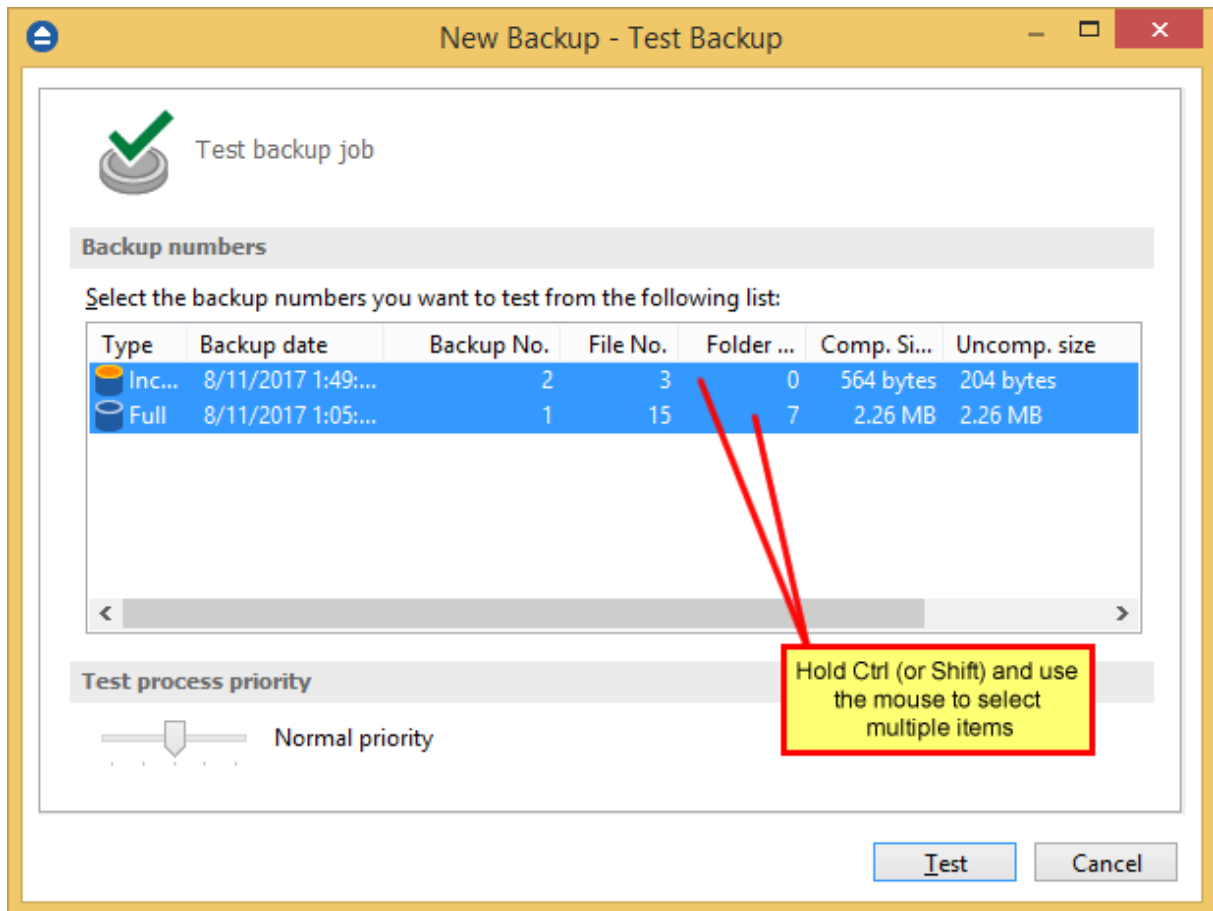 New Backup - Test Backup
Test backup job
Backup numbers
Select the backup numbers you want to test from the following list:
Type Backup date Backup No. File No. Folder ... Comp. Si... Uncomp. size
Inc... 8/11/2017 1:49:... 2 3 0 564 bytes 204 bytes
Full 8/11/2017 1:05:... 1 15 7 2.26 MB 2.26 MB
Hold Ctrl (or Shift) and use
the mouse to select
multiple items
Test process priority
Normal priority
Test Cancel